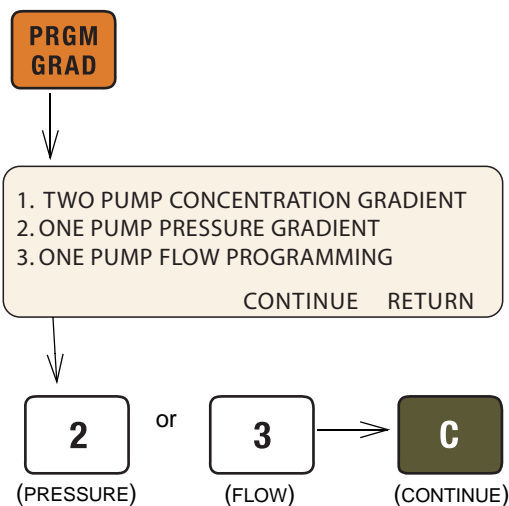 PRGM
GRAD
1. TWO PUMP CONCENTRATION GRADIENT
2. ONE PUMP PRESSURE GRADIENT
3. ONE PUMP FLOW PROGRAMMING
CONTINUE RETURN
2 or 3 C
(PRESSURE) (FLOW) (CONTINUE)